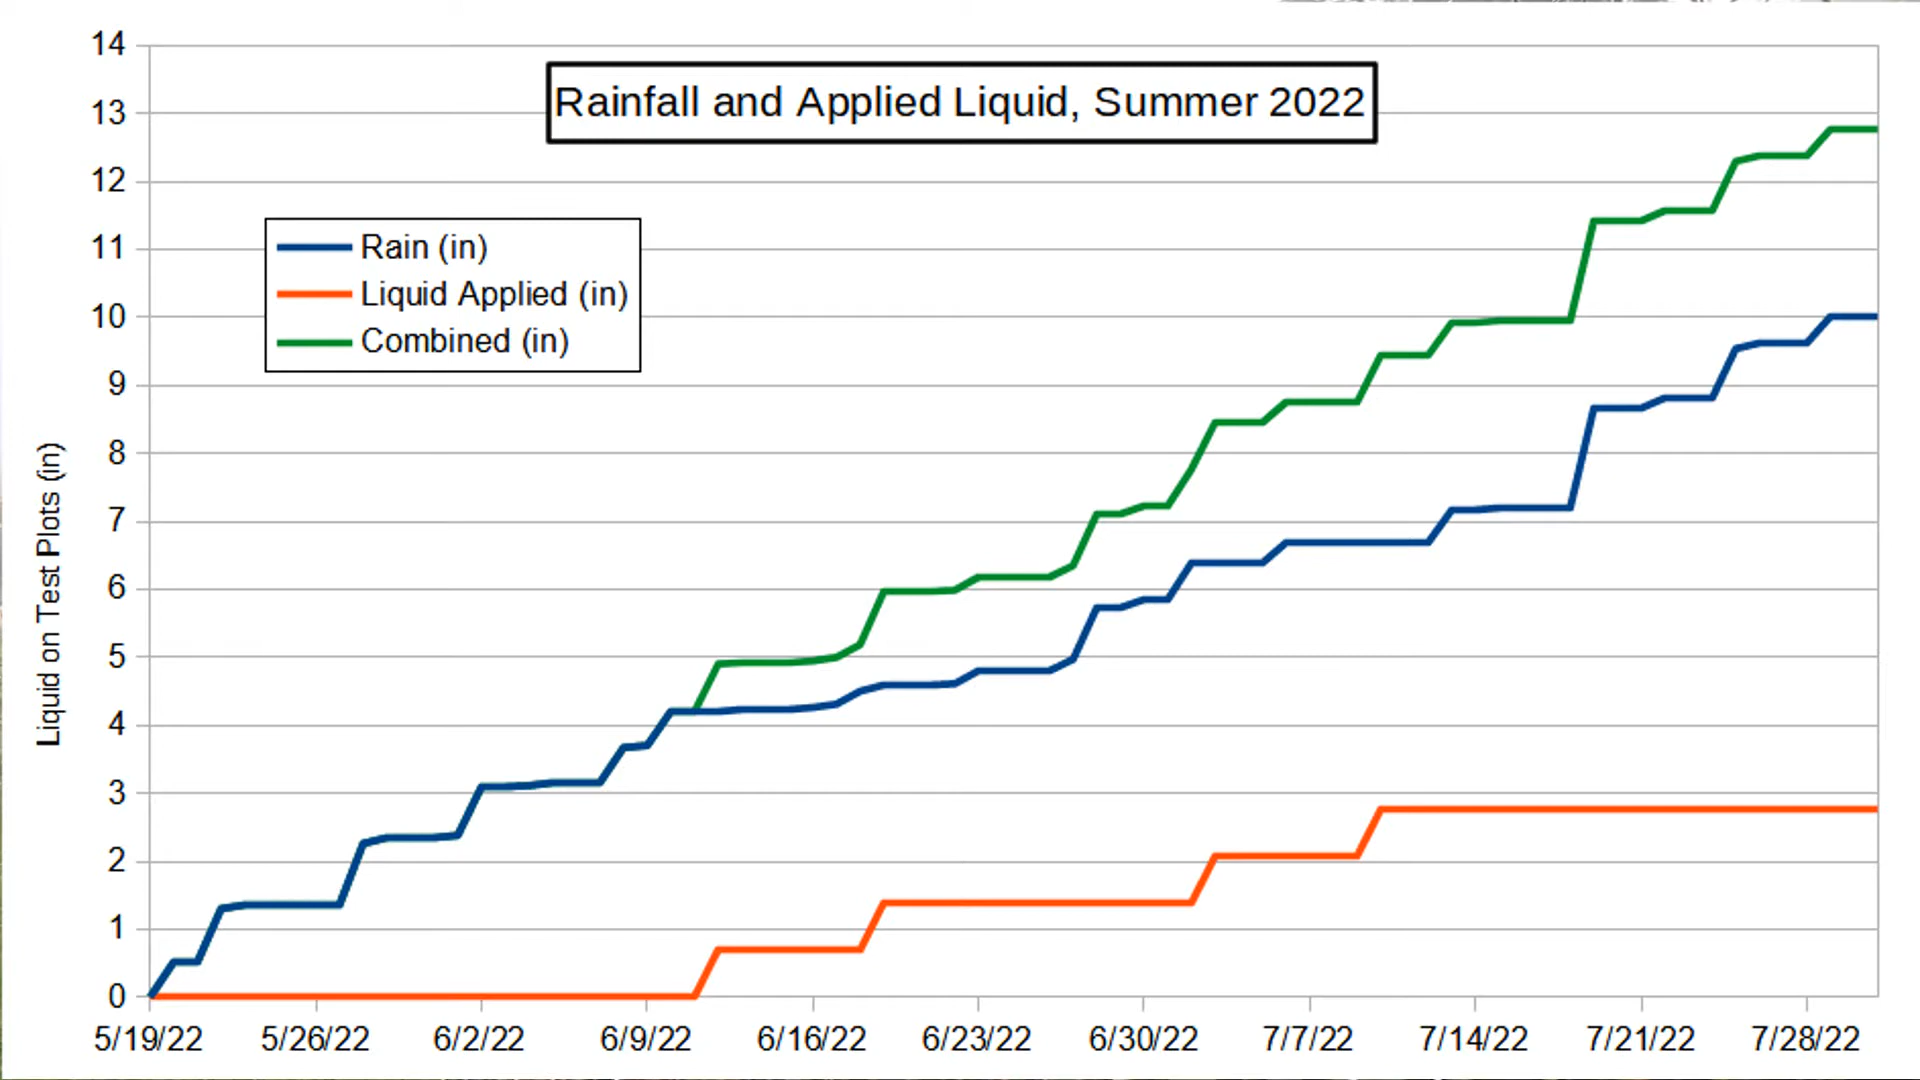 Rainfall and Applied Liquid, Summer 2022
Rain (in)
Liquid Applied (in)
Combined (in)
Liquid on Test Plots (in)
14
13
12
11
10
9
8
7
6
5
4
3
2
1
0
5/19/22 5/26/22 6/2/22 6/9/22 6/16/22 6/23/22 6/30/22 7/7/22 7/14/22 7/21/22 7/28/22